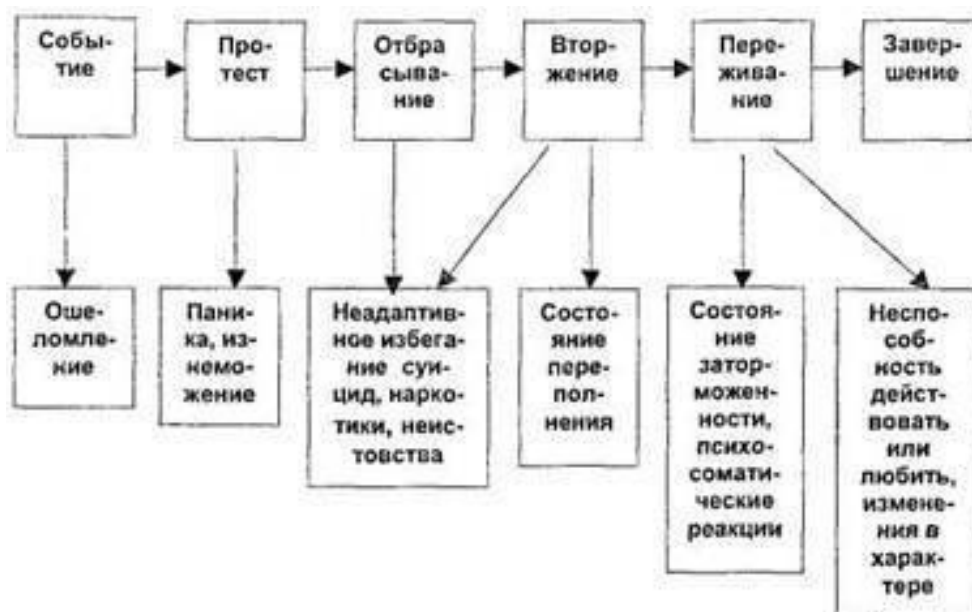 Собы-
тие
Про-
тест
Отбра
сыва-
ние
Втор-
жение
Пере-
жива-
ние
Завер-
шение
Оше-
ломле-
ние
Пани-
ка, из-
немо-
жение
Неадаптив-
ное избега-
ние суи-
цид, нарко-
тики, неис-
товства
Состо-
яние
пере-
пол-
нения
Состоя-
ние
затор-
можен-
ности,
психо-
сомати-
ческие
реакции
Неспо-
соб-
ность
дейст-
вовать
или
любить,
измене-
ния в
харак-
тере